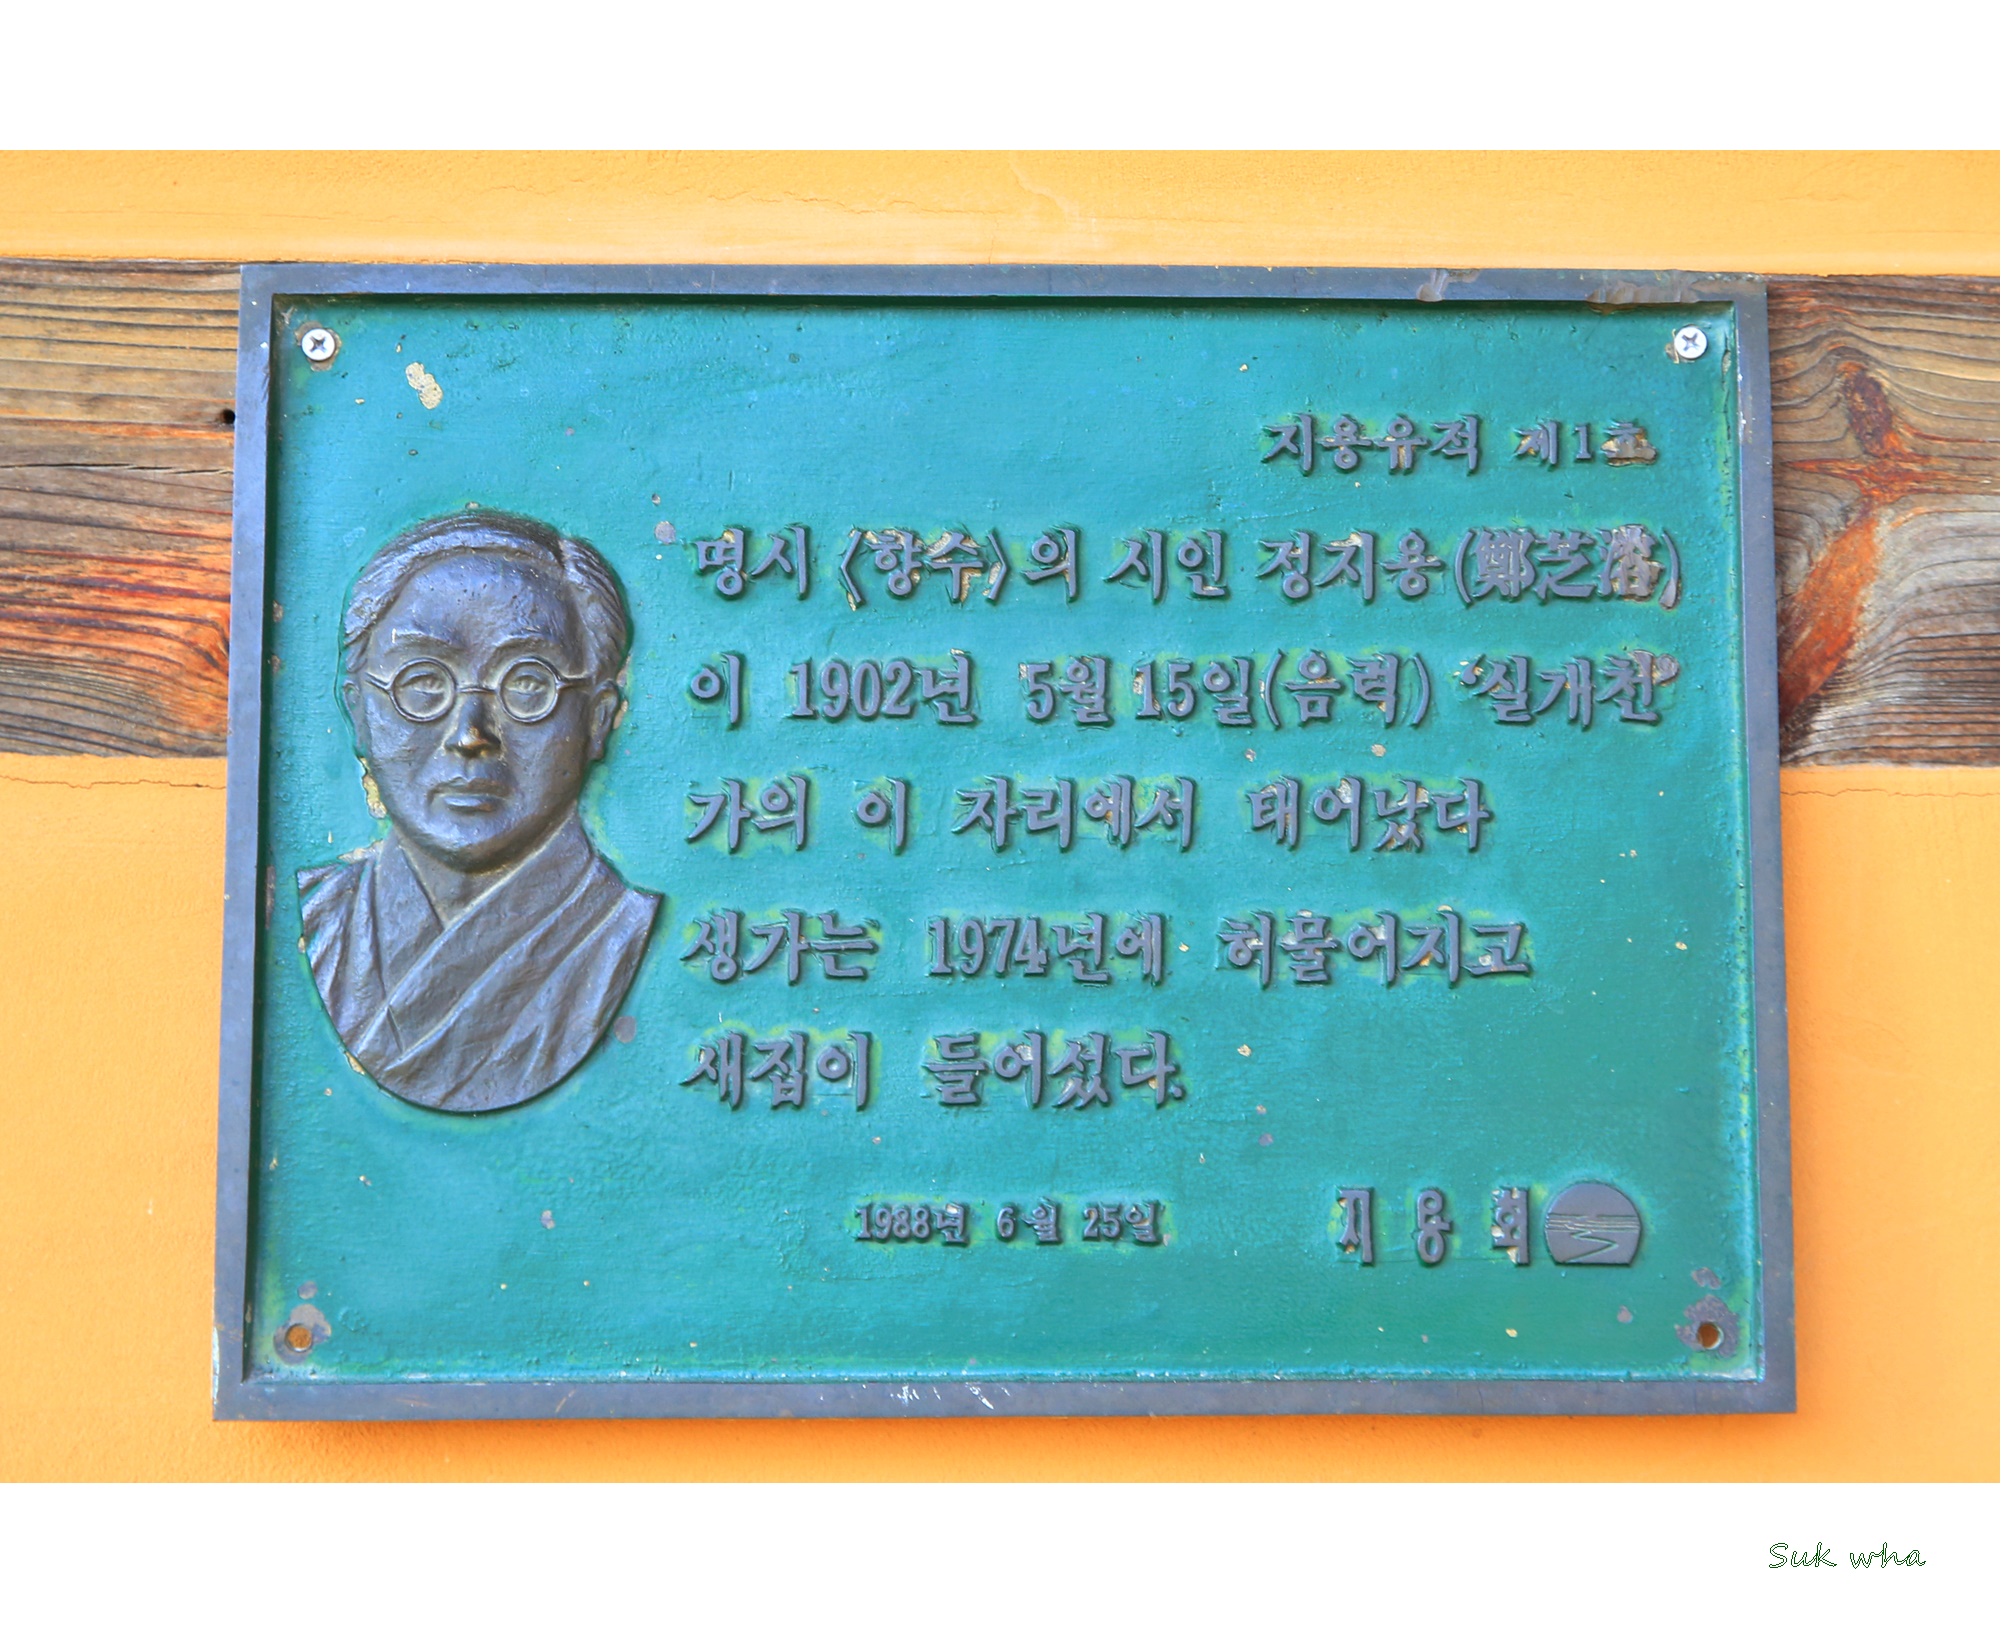 지용유적 제1호
명시 〈향수〉의 시인 정지용(鄭芝溶)
이 1902년 5월 15일(음력) '실개천'
가의 이 자리에서 태어났다
생가는 1974년에 허물어지고
새집이 들어섰다.
1988년 6월 25일 지용회
Suk wha